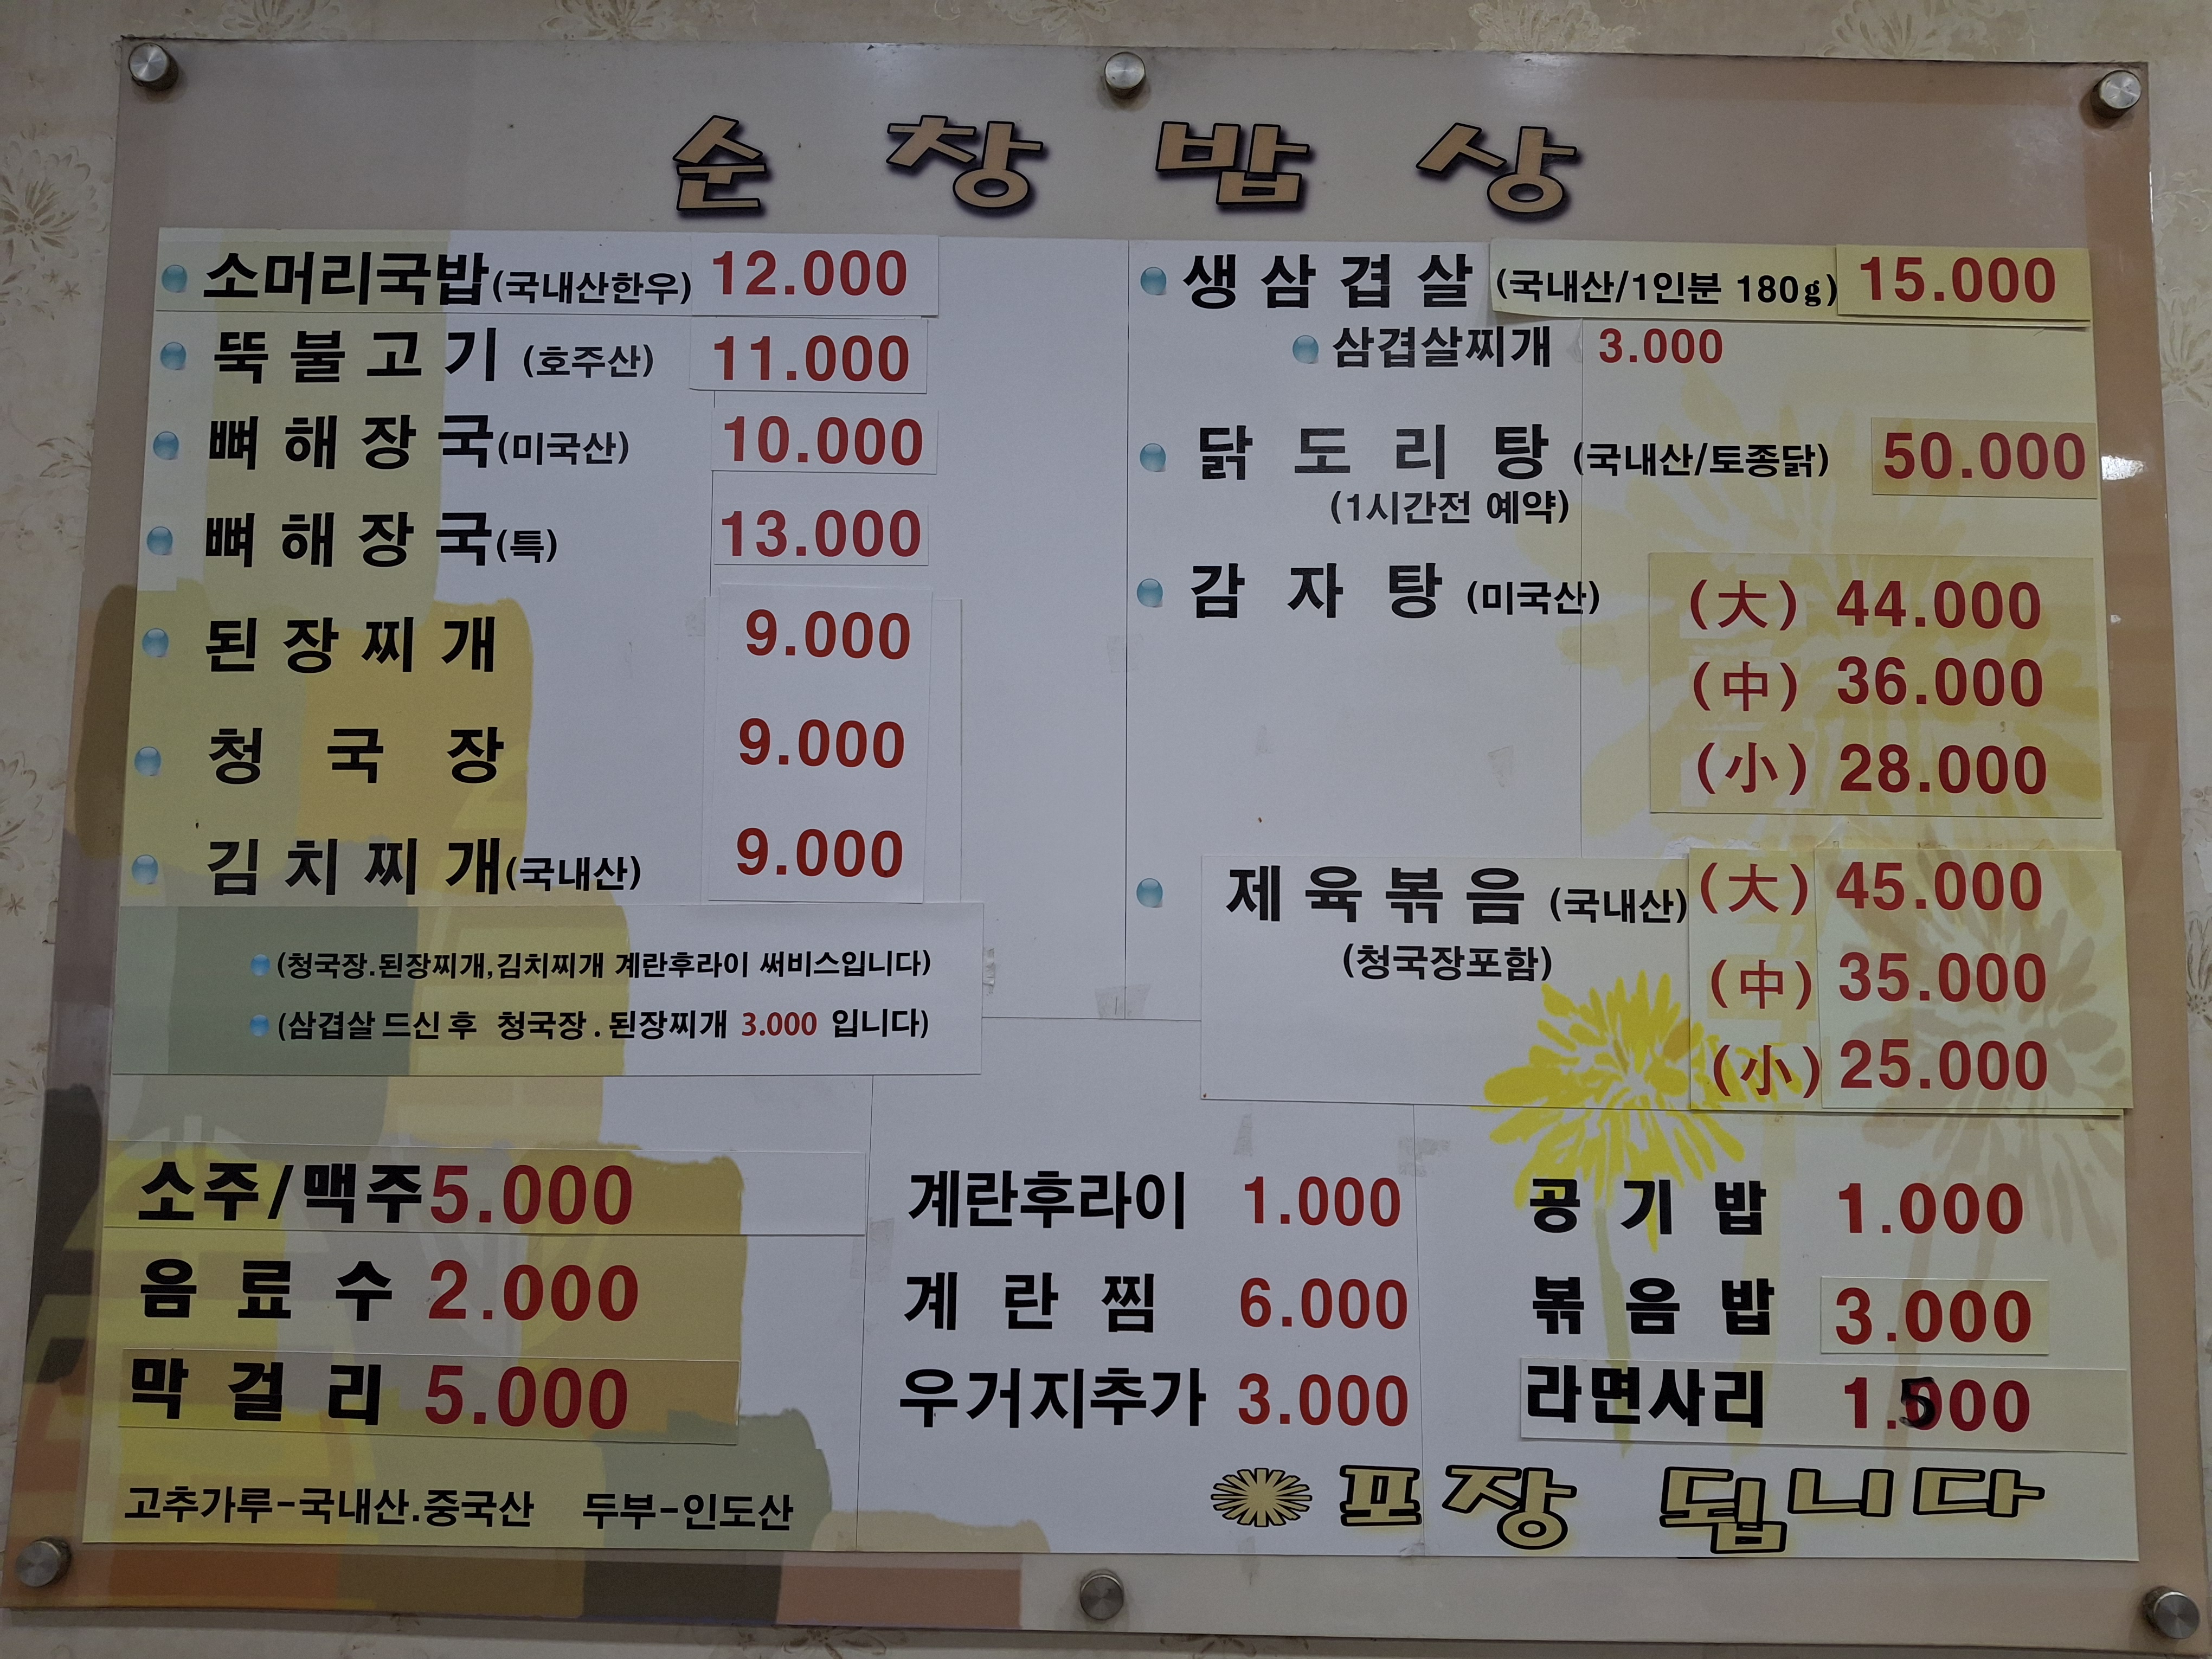 순창밥상
소머리국밥(국내산한우) 12.000
뚝불고기 (호주산) 11.000
뼈해장국(미국산) 10.000
뼈해장국(특) 13.000
된장찌개 9.000
청국장 9.000
김치찌개(국내산) 9.000
(청국장.된장찌개,김치찌개 계란후라이 써비스입니다)
(삼겹살 드신 후 청국장 . 된장찌개 3.000 입니다)
생삼겹살 (국내산/1인분 180g) 15.000
삼겹살찌개 3.000
닭도리탕 (국내산/토종닭) 50.000
(1시간전 예약)
감자탕 (미국산) (大) 44.000
(中) 36.000
(小) 28.000
제육볶음 (국내산) (大) 45.000
(청국장포함) (中) 35.000
(小) 25.000
소주/맥주 5.000
음료수 2.000
막걸리 5.000
고추가루-국내산.중국산 두부-인도산
계란후라이 1.000
계란찜 6.000
우거지추가 3.000
공기밥 1.000
볶음밥 3.000
라면사리 1.500
포장 됩니다